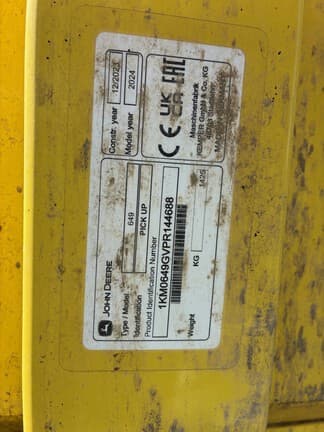 JOHN DEERE
Type / Model 649
Identification PICK UP
Product Identification Number
1KM0649GVPR144688
Weight KG
Constr. year 12/2023
Model year 2024
CE UK CA EAC
Maschinenfabrik
KEMPER GmbH & Co. KG